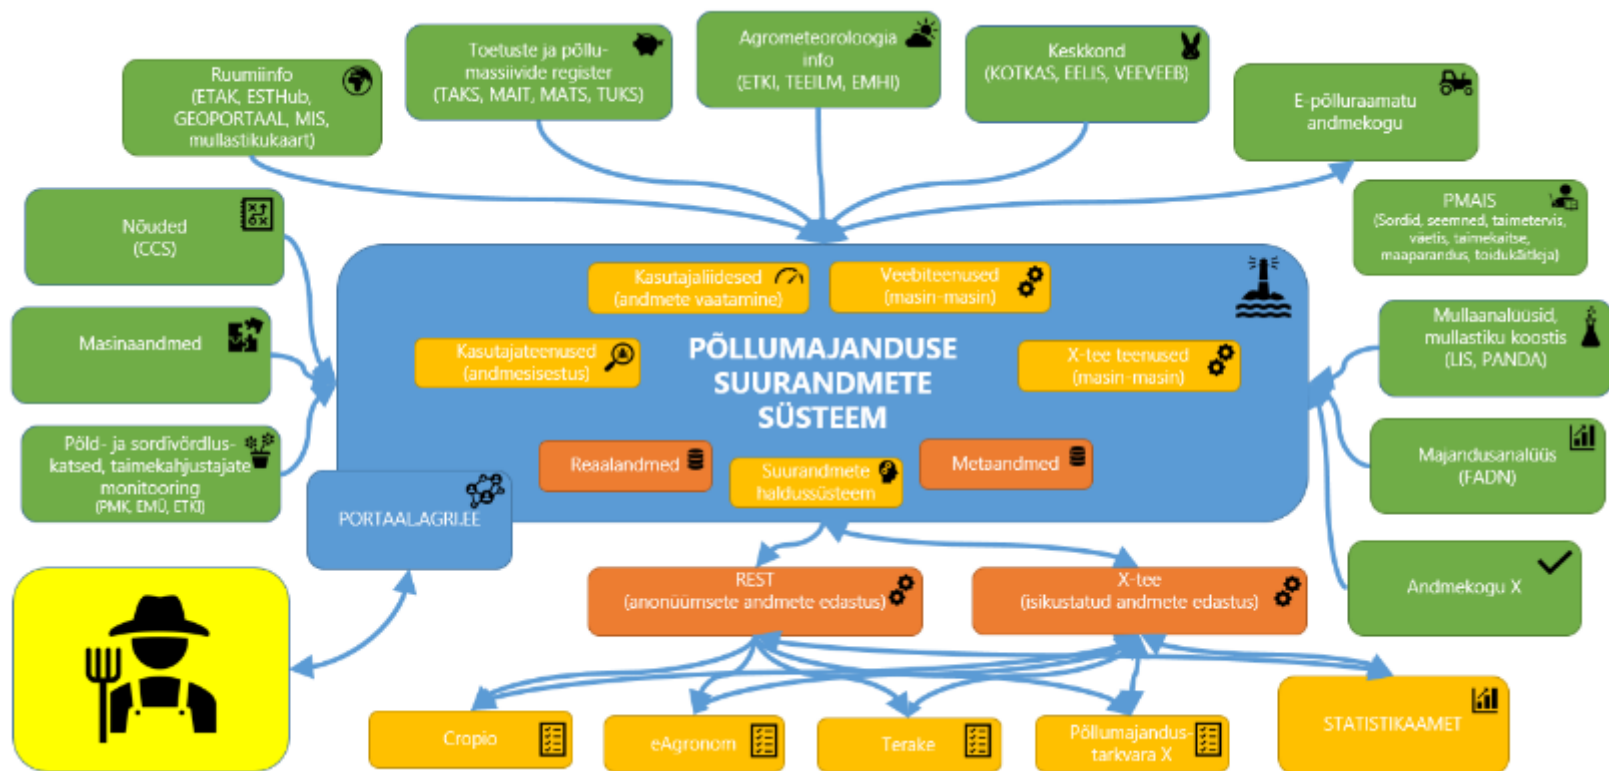 Ruumiinfo
(ETAK, ESTHub,
GEOPORTAAL, MIS,
mullastikukaart)
Toetuste ja põllu-
massiivide register
(TAKS, MAIT, MATS, TUKS)
Agrometeoroloogia
info
(ETKI, TEEILM, EMHI)
Keskkond
(KOTKAS, EELIS, VEEVEEB)
E-põlluraamatu
andmekogu
Nõuded
(CCS)
PMAIS
(Sordid, seemned, taimetervis,
väetis, taimekaitse,
maaparandus, toidukäitleja)
Kasutajaliidesed
(andmete vaatamine)
Veebiteenused
(masin-masin)
Masinaandmed
Kasutajateenused
(andmesisestus)
PÕLLUMAJANDUSE
SUURANDMETE
SÜSTEEM
X-tee teenused
(masin-masin)
Mullaanalüüsid,
mullastiku koostis
(LIS, PANDA)
Põld- ja sordivõrdlus-
katsed, taimekahjustajate
monitooring
(PMK, EMÜ, ETKI)
Reaalandmed
Suurandmete
haldussüsteem
Metaandmed
Majandusanalüüs
(FADN)
PORTAAL.AGRI.EE
REST
(anonüümsete andmete edastus)
X-tee
(isikustatud andmete edastus)
Andmekogu X
Cropio
eAgronom
Terake
Põllumajandus-
tarkvara X
STATISTIKAAMET